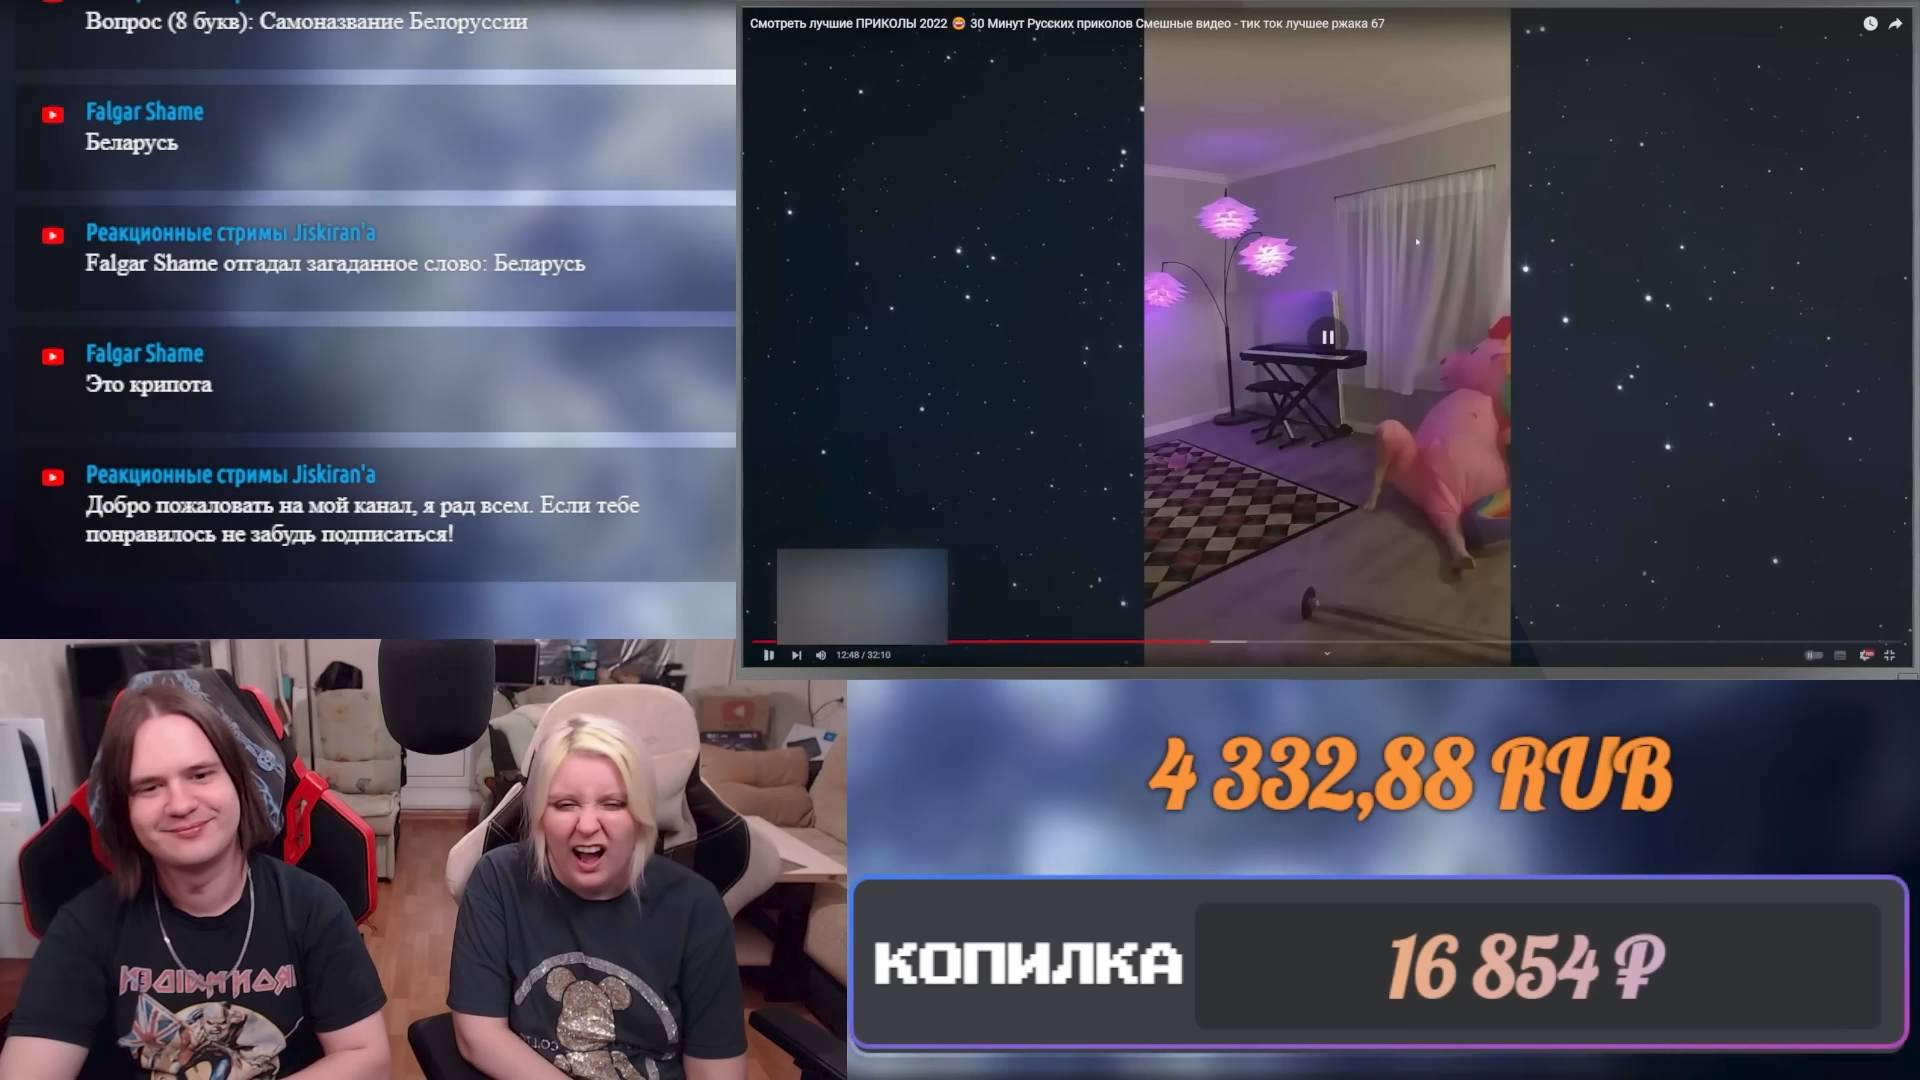 Вопрос (8 букв): Самоназвание Белоруссии
Falgar Shame
Беларусь
Реакционные стримы Jiskiran'a
Falgar Shame отгадал загаданное слово: Беларусь
Falgar Shame
Это крипота
Реакционные стримы Jiskiran'a
Добро пожаловать на мой канал, я рад всем. Если тебе
понравилось не забудь подписаться!
Смотреть лучшие ПРИКОЛЫ 2022 😁 30 Минут Русских приколов Смешные видео - тик ток лучшее ржака 67
12:48 / 32:10
4 332,88 RUB
КОПИЛКА
16 854 ₽